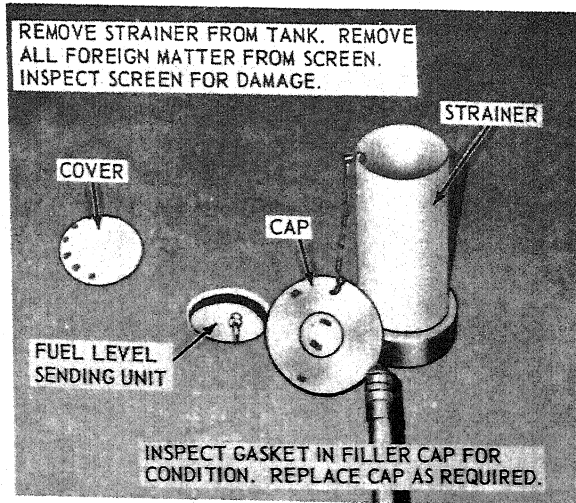 REMOVE STRAINER FROM TANK. REMOVE
ALL FOREIGN MATTER FROM SCREEN.
INSPECT SCREEN FOR DAMAGE.
STRAINER
COVER
CAP
FUEL LEVEL
SENDING UNIT
INSPECT GASKET IN FILLER CAP FOR
CONDITION. REPLACE CAP AS REQUIRED.